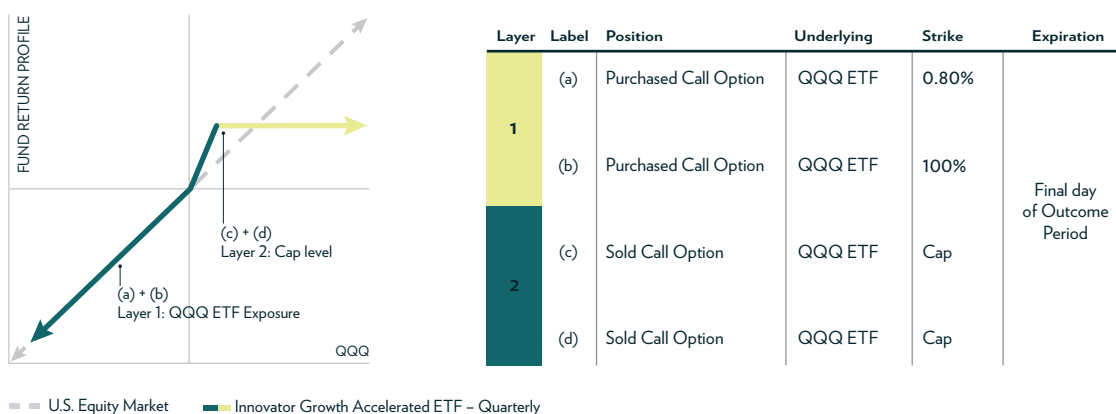 FUND RETURN PROFILE
(c) + (d)
Layer 2: Cap level
(a) + (b)
Layer 1: QQQ ETF Exposure
QQQ
U.S. Equity Market
Innovator Growth Accelerated ETF – Quarterly
Layer Label Position Underlying Strike Expiration
1
(a) Purchased Call Option QQQ ETF 0.80%
(b) Purchased Call Option QQQ ETF 100%
Final day
of Outcome
Period
2
(c) Sold Call Option QQQ ETF Cap
(d) Sold Call Option QQQ ETF Cap